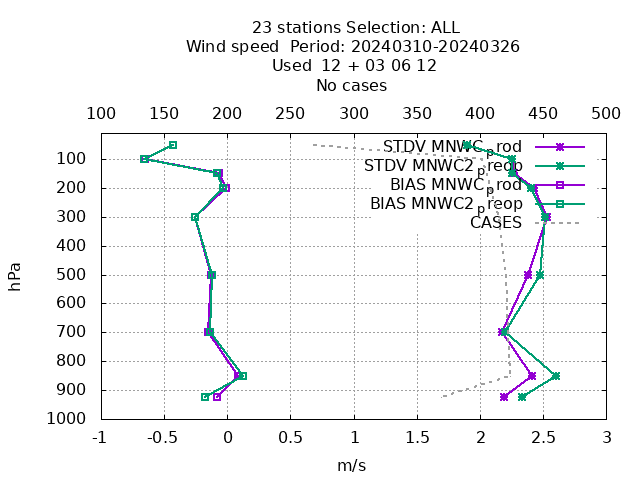 23 stations Selection: ALL
Wind speed  Period: 20240310-20240326
Used  12 + 03 06 12
No cases
100 150 200 250 300 350 400 450 500
STDV MNWC_prod
STDV MNWC2_preop
BIAS MNWC_prod
BIAS MNWC2_preop
CASES
hPa
100
200
300
400
500
600
700
800
900
1000
-1 -0.5 0 0.5 1 1.5 2 2.5 3
m/s